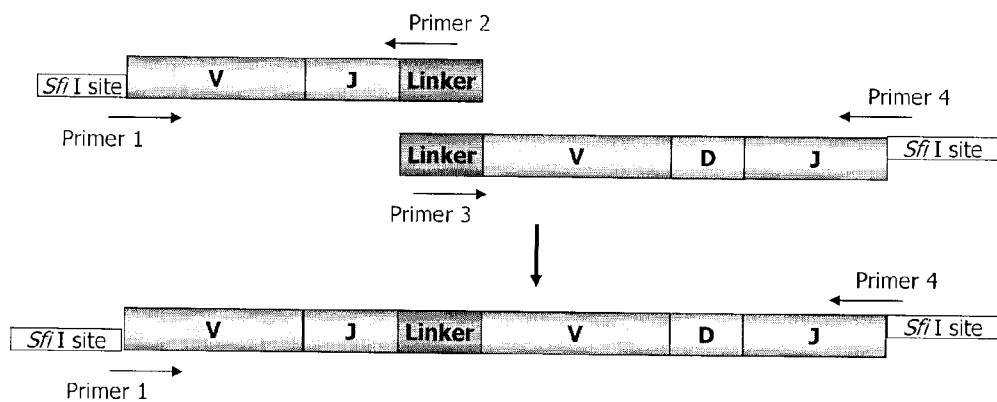 Primer 2
Sfi I site V J Linker
Primer 1
Primer 4
Linker V D J Sfi I site
Primer 3
Primer 4
Sfi I site V J Linker V D J Sfi I site
Primer 1